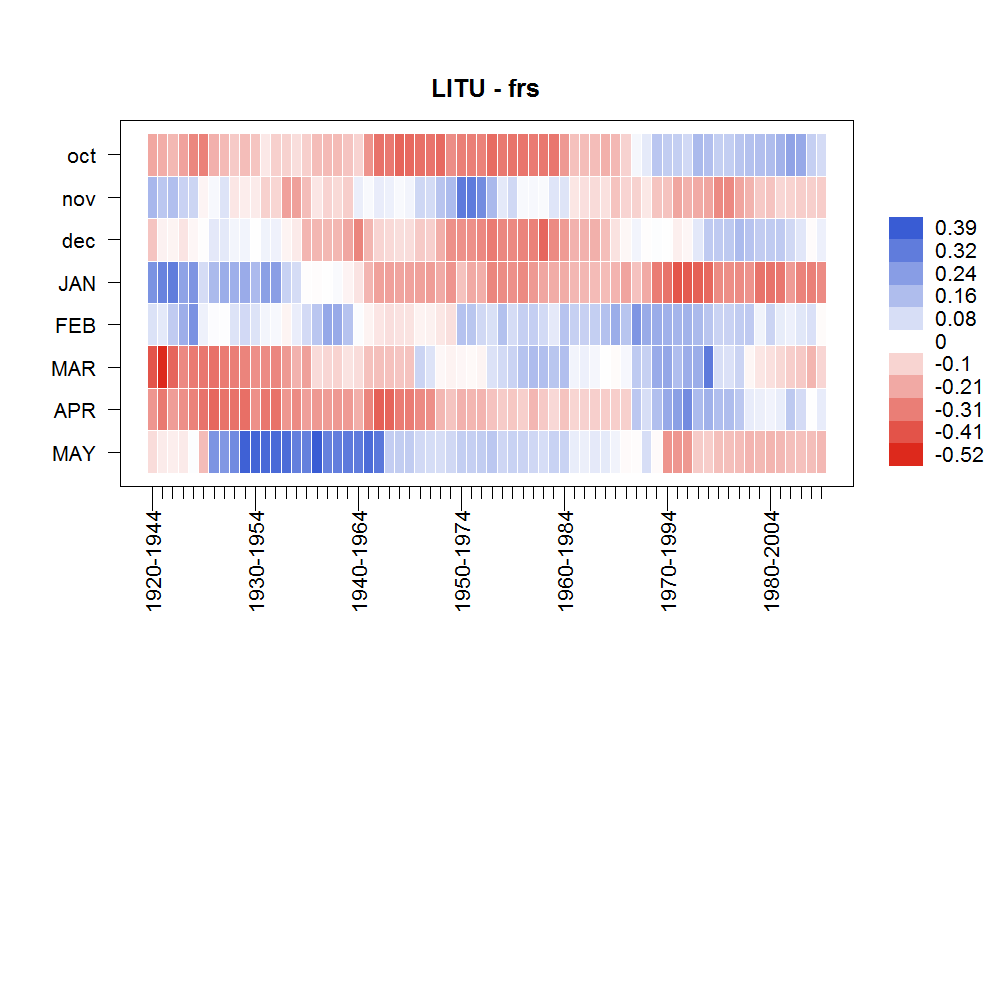 LITU - frs
oct
nov
dec
JAN
FEB
MAR
APR
MAY
0.39
0.32
0.24
0.16
0.08
0
-0.1
-0.21
-0.31
-0.41
-0.52
1920-1944
1930-1954
1940-1964
1950-1974
1960-1984
1970-1994
1980-2004